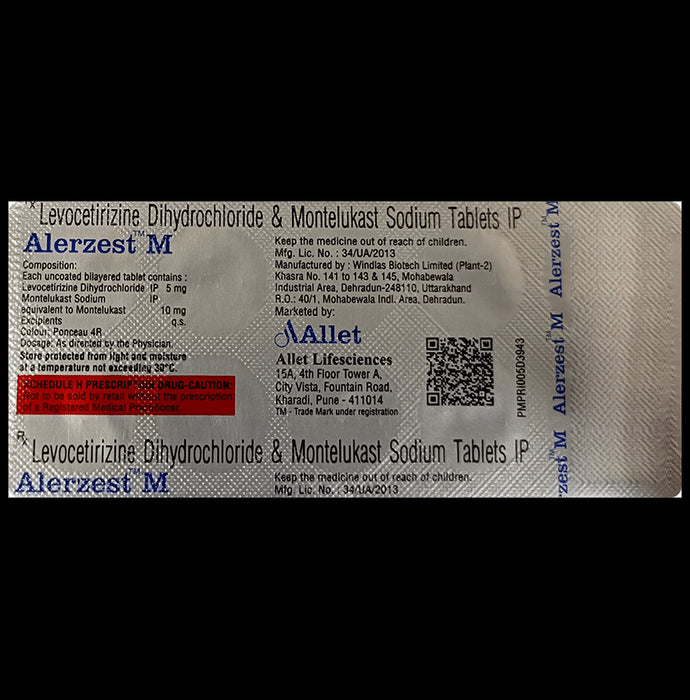 Rx Levocetirizine Dihydrochloride & Montelukast Sodium Tablets IP
Alerzest™ M
Composition:
Each uncoated bilayered tablet contains :
Levocetirizine Dihydrochloride IP 5 mg
Montelukast Sodium IP
equivalent to Montelukast 10 mg
Excipients q.s.
Colour: Ponceau 4R
Dosage: As directed by the Physician.
Store protected from light and moisture
at a temperature not exceeding 30°C.
SCHEDULE H PRESCRIPTION DRUG-CAUTION:
Not to be sold by retail without the prescription
of a Registered Medical Practitioner.
Keep the medicine out of reach of children.
Mfg. Lic. No. : 34/UA/2013
Manufactured by : Windlas Biotech Limited (Plant-2)
Khasra No. 141 to 143 & 145, Mohabewala
Industrial Area, Dehradun-248110, Uttarakhand
R.O.: 40/1, Mohabewala Indl. Area, Dehradun.
Marketed by:
Allet
Allet Lifesciences
15A, 4th Floor Tower A,
City Vista, Fountain Road,
Kharadi, Pune - 411014
TM - Trade Mark under registration
PMPRI005D3943
Alerzest™ M
Alerzest™ M
zest™ M
Rx Levocetirizine Dihydrochloride & Montelukast Sodium Tablets IP
Alerzest™ M
Keep the medicine out of reach of children.
Mfg. Lic. No. : 34/UA/2013